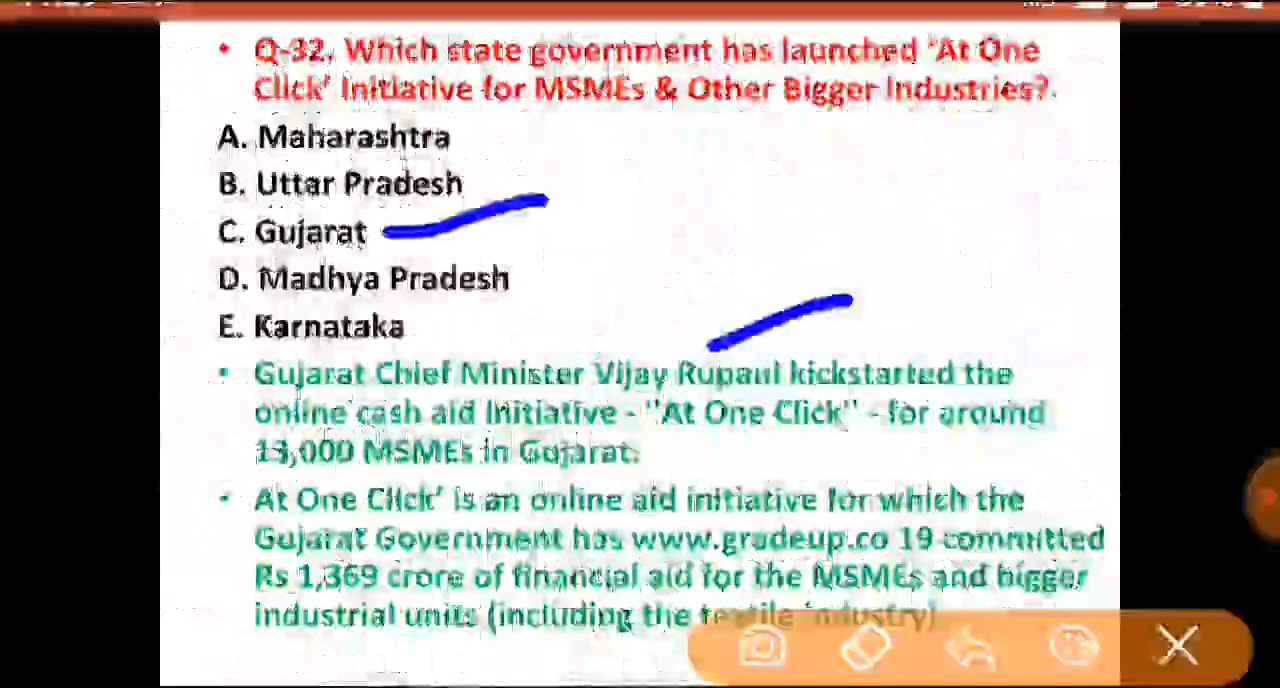 • Q-32. Which state government has launched 'At One
Click' Initiative for MSMEs & Other Bigger Industries?
A. Maharashtra
B. Uttar Pradesh
C. Gujarat
D. Madhya Pradesh
E. Karnataka
• Gujarat Chief Minister Vijay Rupani kickstarted the
online cash aid initiative - "At One Click" - for around
13,000 MSMEs in Gujarat.
• At One Click' is an online aid initiative for which the
Gujarat Government has www.gradeup.co 19 committed
Rs 1,369 crore of financial aid for the MSMEs and bigger
industrial units (including the textile industry)